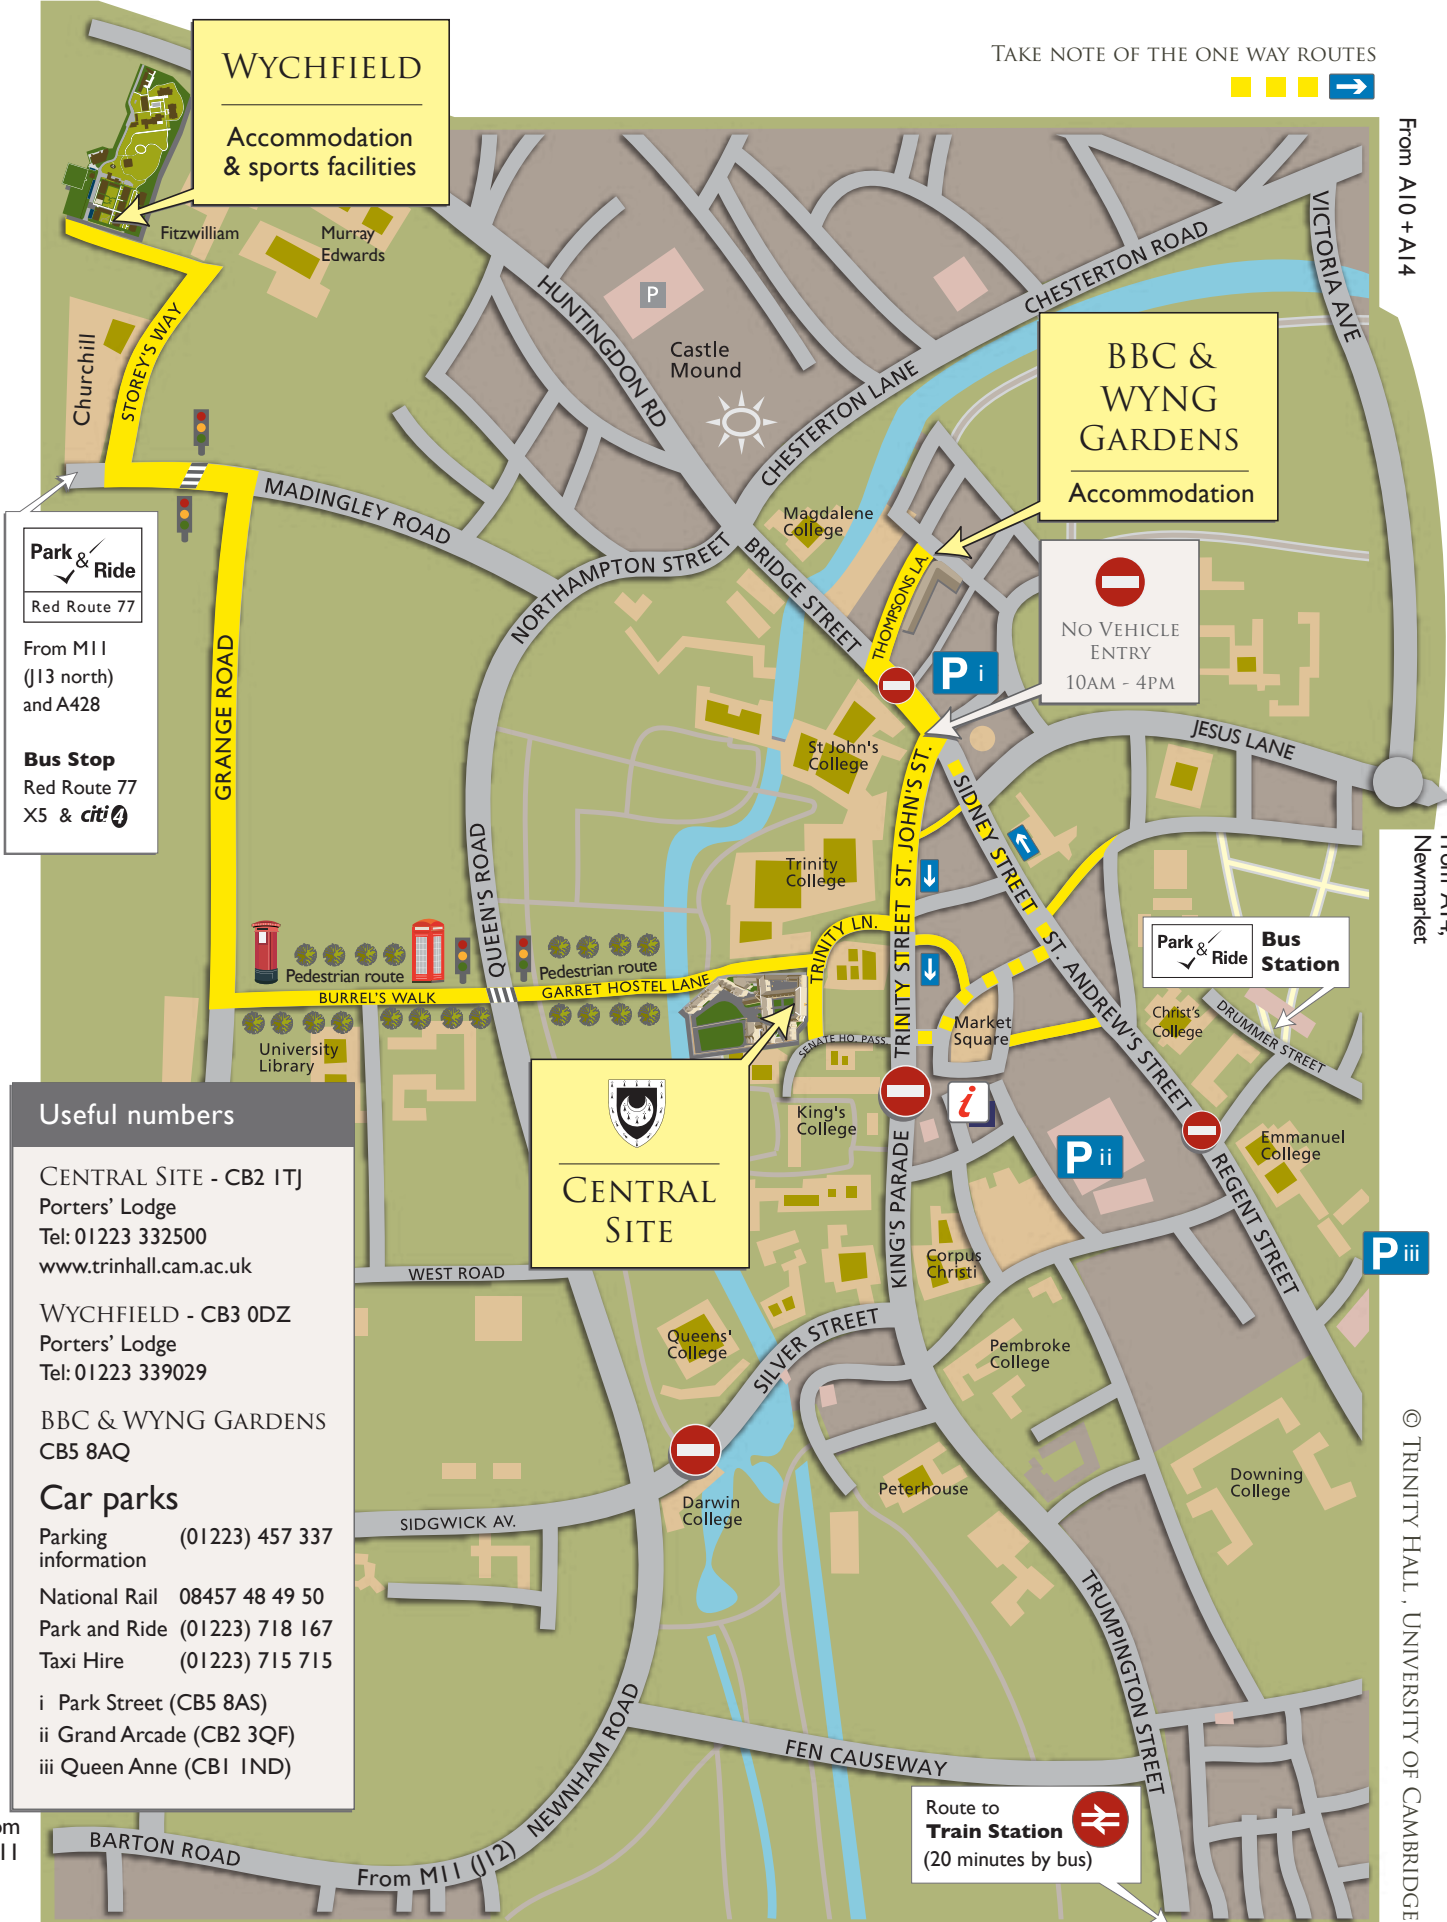 WYCHFIELD
Accommodation
& sports facilities
TAKE NOTE OF THE ONE WAY ROUTES
From A10 + A14
Fitzwilliam
Murray
Edwards
VICTORIA AVE
CHESTERTON ROAD
HUNTINGDON RD
P
Castle
Mound
STOREY'S WAY
Churchill
CHESTERTON LANE
BBC &
WYNG
GARDENS
Accommodation
MADINGLEY ROAD
Magdalene
College
NORTHAMPTON STREET
BRIDGE STREET
THOMPSONS LA.
Park & Ride
Red Route 77
From M11
(J13 north)
and A428
Bus Stop
Red Route 77
X5 & citi 4
NO VEHICLE
ENTRY
10AM - 4PM
P i
GRANGE ROAD
St John's
College
JESUS LANE
ST. JOHN'S ST.
SIDNEY STREET
QUEEN'S ROAD
Trinity
College
From A14,
Newmarket
TRINITY LN.
TRINITY STREET
ST. ANDREW'S STREET
Park & Ride
Bus
Station
Pedestrian route
Pedestrian route
BURREL'S WALK
GARRET HOSTEL LANE
Market
Square
Christ's
College
DRUMMER STREET
SENATE HO. PASS
University
Library
CENTRAL
SITE
King's
College
i
P ii
Emmanuel
College
KING'S PARADE
REGENT STREET
P iii
Corpus
Christi
WEST ROAD
Queens'
College
SILVER STREET
Pembroke
College
Darwin
College
Peterhouse
Downing
College
SIDGWICK AV.
TRUMPINGTON STREET
NEWNHAM ROAD
FEN CAUSEWAY
Useful numbers
CENTRAL SITE - CB2 1TJ
Porters' Lodge
Tel: 01223 332500
www.trinhall.cam.ac.uk
WYCHFIELD - CB3 0DZ
Porters' Lodge
Tel: 01223 339029
BBC & WYNG GARDENS
CB5 8AQ
Car parks
Parking information (01223) 457 337
National Rail 08457 48 49 50
Park and Ride (01223) 718 167
Taxi Hire (01223) 715 715
i Park Street (CB5 8AS)
ii Grand Arcade (CB2 3QF)
iii Queen Anne (CB1 1ND)
BARTON ROAD
From M11 (J12)
Route to
Train Station
(20 minutes by bus)
© TRINITY HALL, UNIVERSITY OF CAMBRIDGE